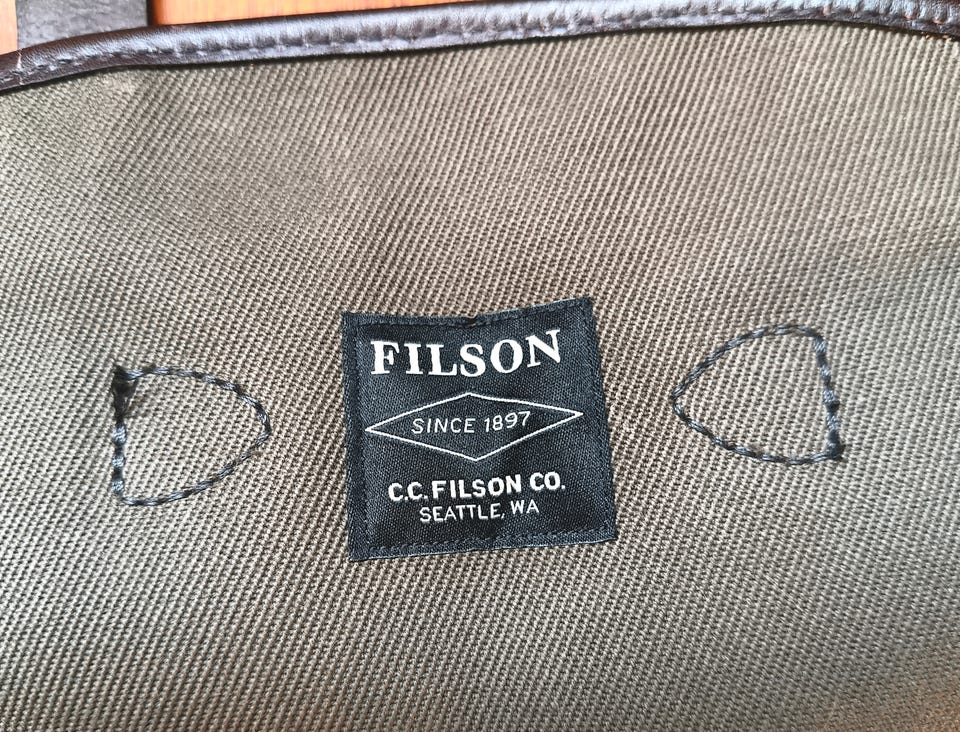 FILSON
SINCE 1897
C.C. FILSON CO.
SEATTLE, WA